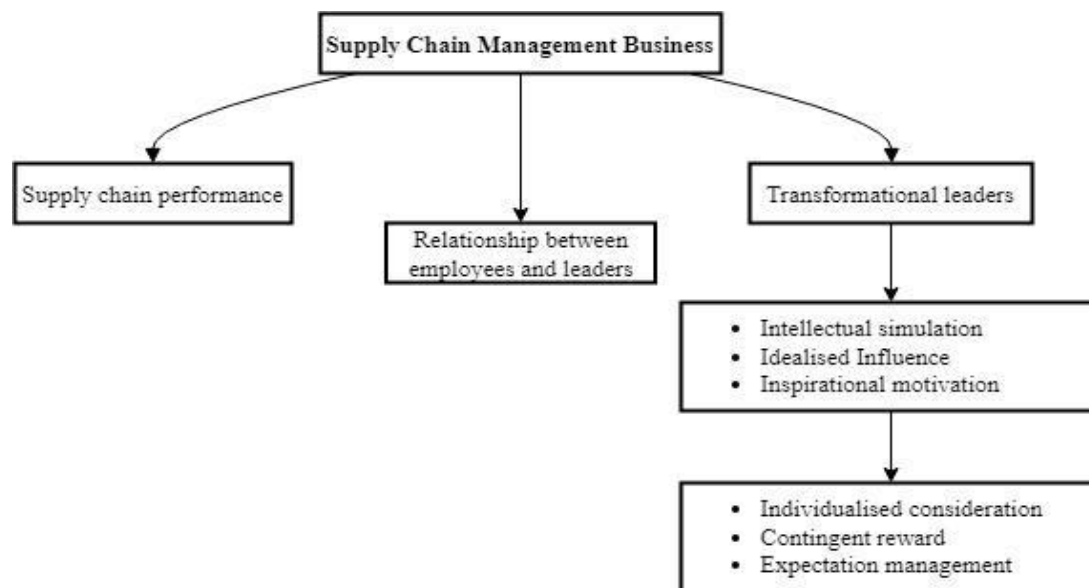 Supply Chain Management Business
Supply chain performance
Relationship between
employees and leaders
Transformational leaders
• Intellectual simulation
• Idealised Influence
• Inspirational motivation
• Individualised consideration
• Contingent reward
• Expectation management